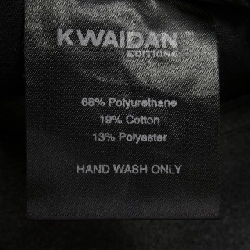 KWAIDAN
EDITIONS
68% Polyurethane
19% Cotton
13% Polyester
HAND WASH ONLY